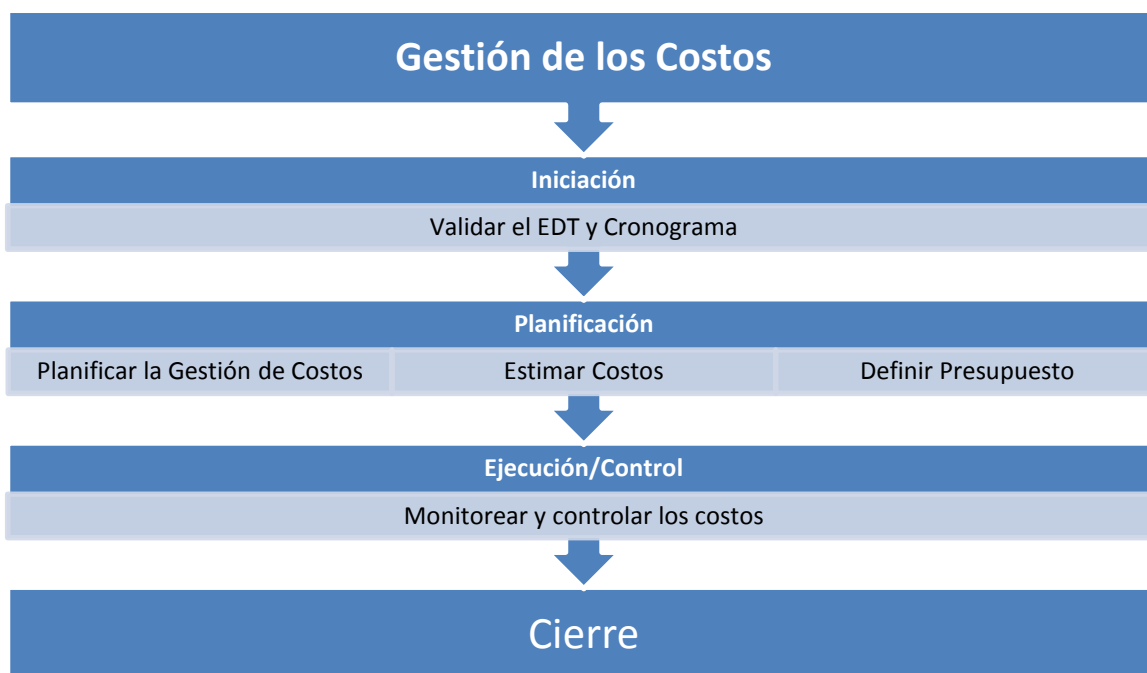 Gestión de los Costos
Iniciación
Validar el EDT y Cronograma
Planificación
Planificar la Gestión de Costos
Estimar Costos
Definir Presupuesto
Ejecución/Control
Monitorear y controlar los costos
Cierre